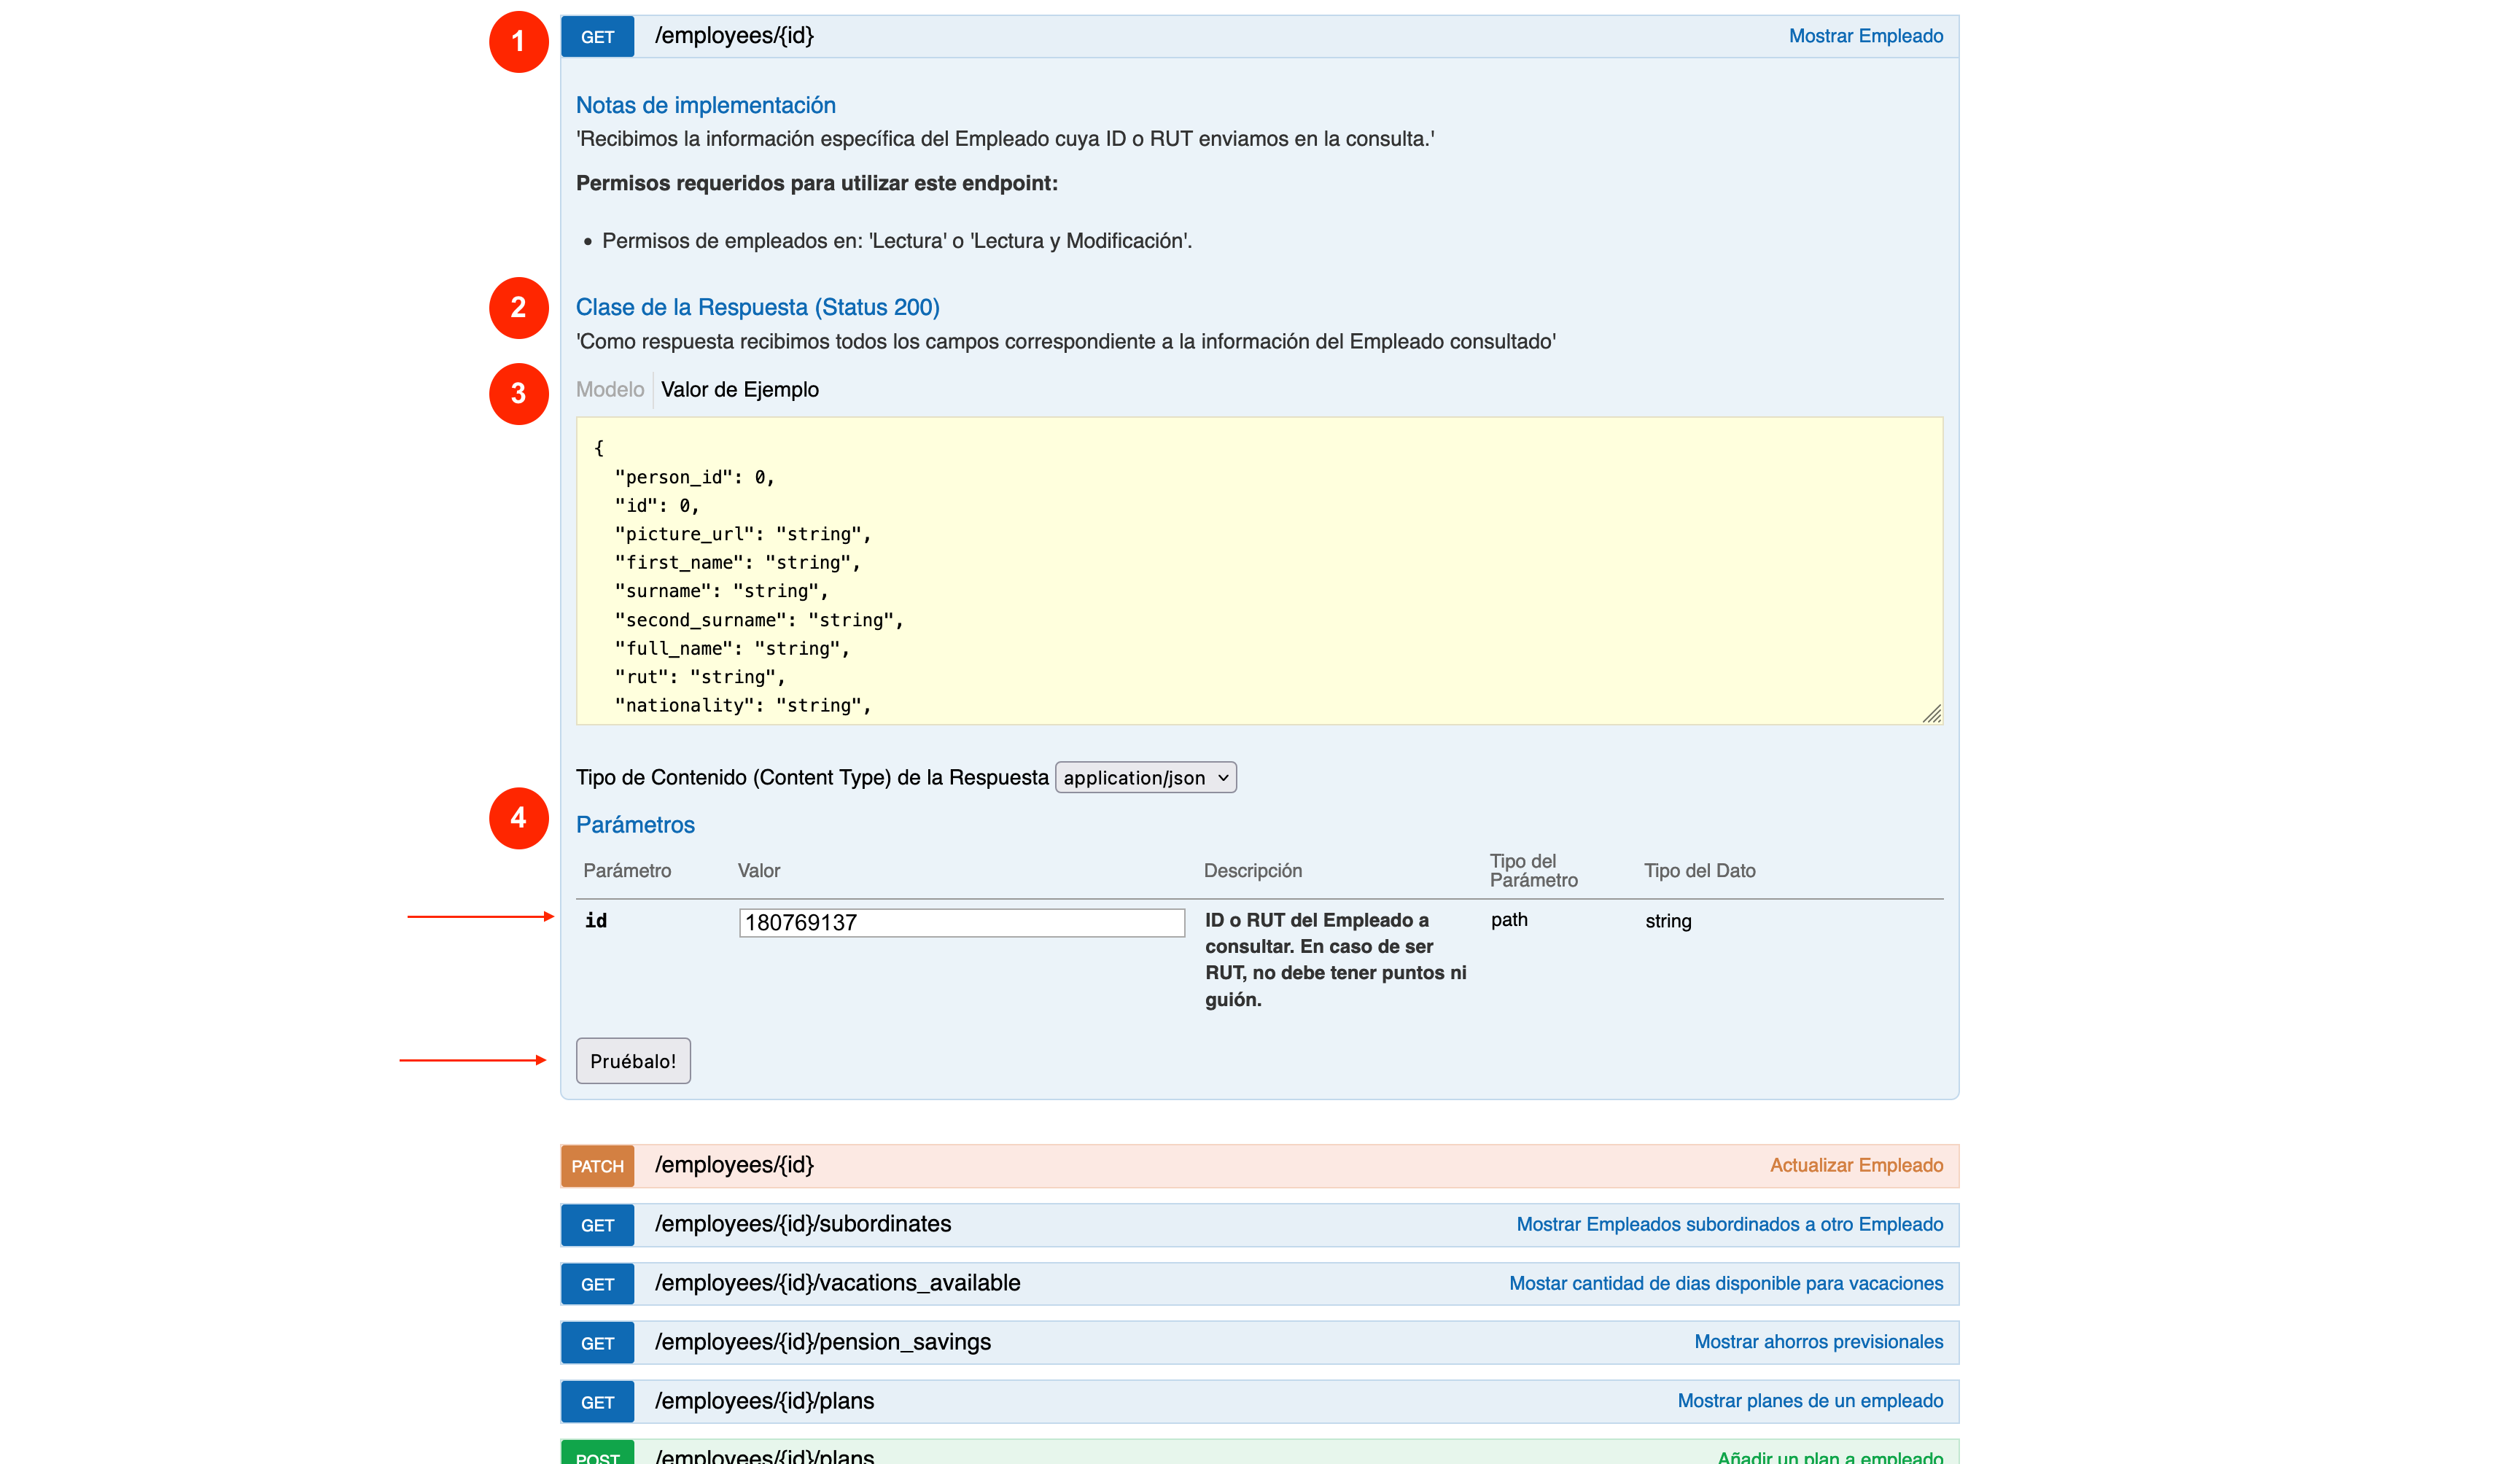 1
GET /employees/{id} Mostrar Empleado
Notas de implementación
'Recibimos la información específica del Empleado cuya ID o RUT enviamos en la consulta.'
Permisos requeridos para utilizar este endpoint:
• Permisos de empleados en: 'Lectura' o 'Lectura y Modificación'.
2
Clase de la Respuesta (Status 200)
'Como respuesta recibimos todos los campos correspondiente a la información del Empleado consultado'
3
Modelo Valor de Ejemplo
{
"person_id": 0,
"id": 0,
"picture_url": "string",
"first_name": "string",
"surname": "string",
"second_surname": "string",
"full_name": "string",
"rut": "string",
"nationality": "string",
Tipo de Contenido (Content Type) de la Respuesta application/json
4
Parámetros
Parámetro Valor Descripción Tipo del Parámetro Tipo del Dato
id 180769137 ID o RUT del Empleado a path string
consultar. En caso de ser
RUT, no debe tener puntos ni
guión.
Pruébalo!
PATCH /employees/{id} Actualizar Empleado
GET /employees/{id}/subordinates Mostrar Empleados subordinados a otro Empleado
GET /employees/{id}/vacations_available Mostar cantidad de dias disponible para vacaciones
GET /employees/{id}/pension_savings Mostrar ahorros previsionales
GET /employees/{id}/plans Mostrar planes de un empleado
POST /employees/{id}/plans Añadir un plan a empleado